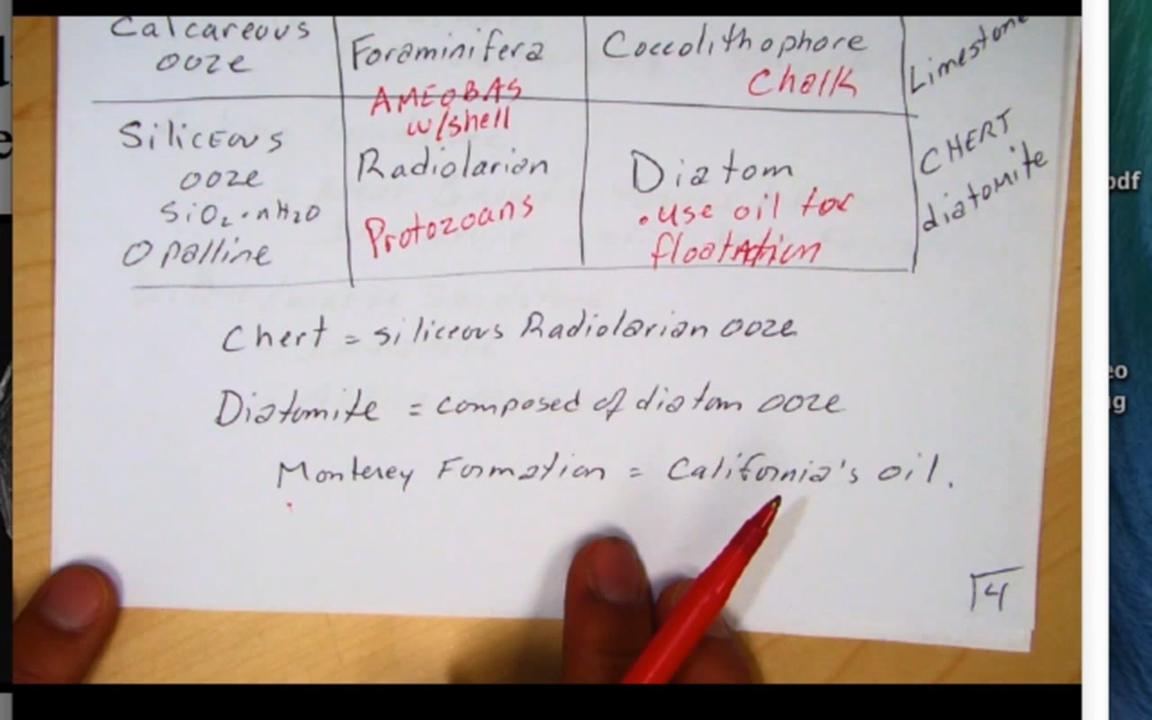 Calcareous
ooze
Foraminifera
AMEOBAS
w/shell
Coccolithophore
Chalk
Limestone
Siliceous
ooze
SiO₂·nH₂O
Opalline
Radiolarian
Protozoans
Diatom
•use oil for
floatation
CHERT
diatomite
Chert = siliceous Radiolarian ooze
Diatomite = composed of diatom ooze
Monterey Formation = California's oil.
4
pdf